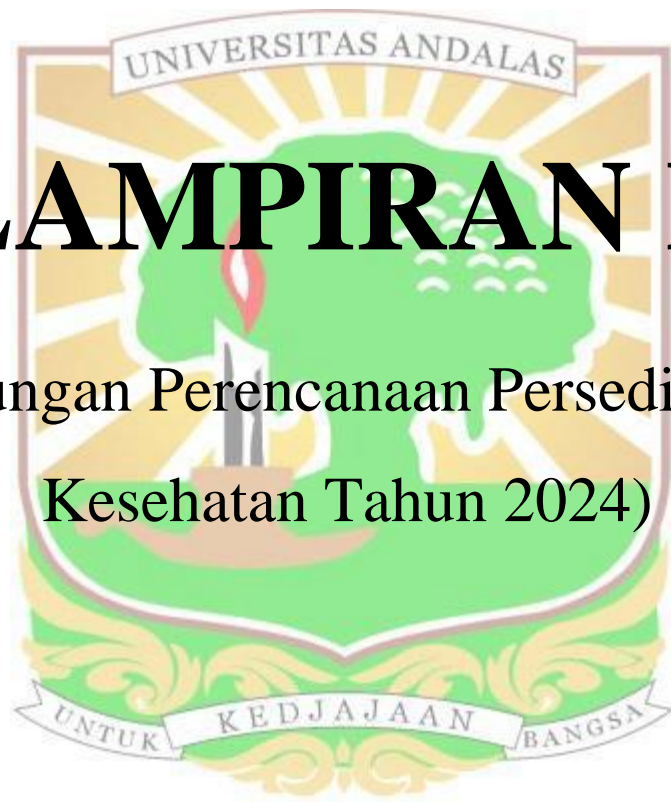 UNIVERSITAS ANDALAS
LAMPIRAN
ungan Perencanaan Persedi
Kesehatan Tahun 2024)
UNTUK KEDJAJAAN BANGSA